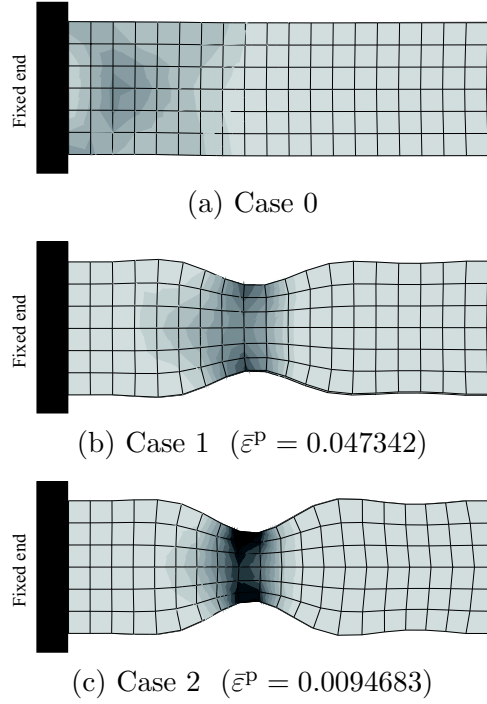 Fixed end
(a) Case 0
Fixed end
(b) Case 1 (ε̄ᵖ = 0.047342)
Fixed end
(c) Case 2 (ε̄ᵖ = 0.0094683)